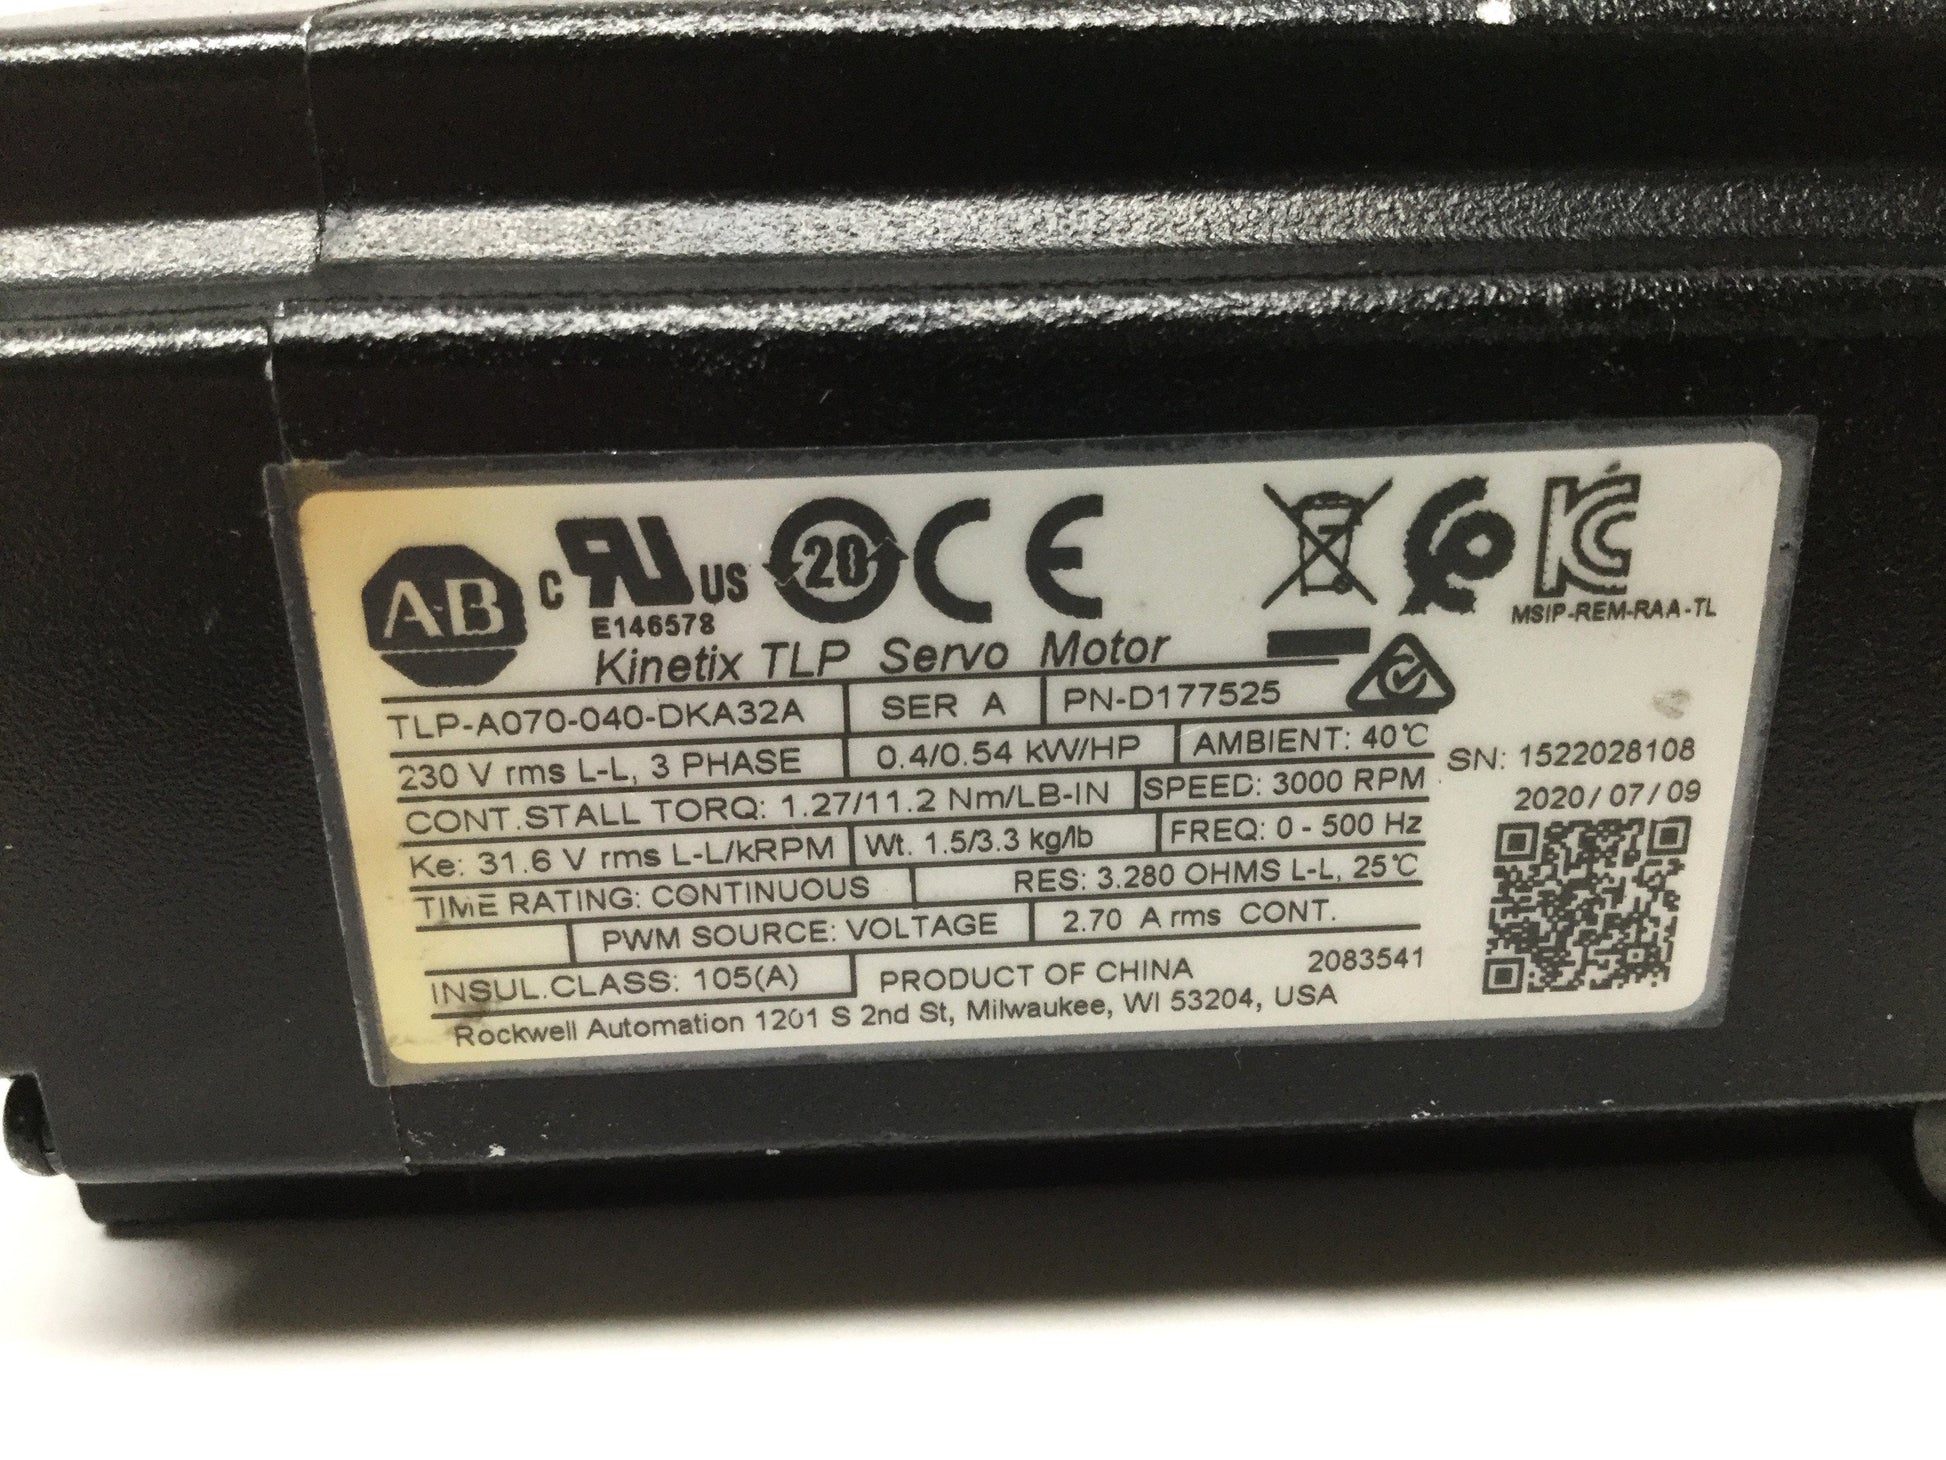 A-B
C RU US
E146578
20
CE
MSIP-REM-RAA-TL
Kinetix TLP Servo Motor
TLP-A070-040-DKA32A SER A PN-D177525
230 V rms L-L, 3 PHASE 0.4/0.54 kW/HP AMBIENT: 40°C
CONT.STALL TORQ: 1.27/11.2 Nm/LB-IN SPEED: 3000 RPM
Ke: 31.6 V rms L-L/kRPM Wt. 1.5/3.3 kg/lb FREQ: 0 - 500 Hz
TIME RATING: CONTINUOUS RES: 3.280 OHMS L-L, 25°C
PWM SOURCE: VOLTAGE 2.70 A rms CONT.
INSUL.CLASS: 105(A) PRODUCT OF CHINA 2083541
Rockwell Automation 1201 S 2nd St, Milwaukee, WI 53204, USA
SN: 1522028108
2020/07/09